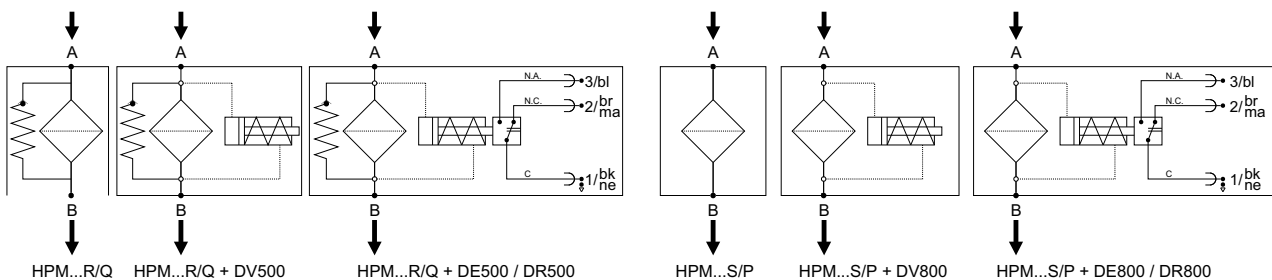 A A A A A A
N.A. 3/bl N.A. 3/bl
N.C. 2/br ma N.C. 2/br ma
C 1/bk ne C 1/bk ne
B B B B B B
HPM...R/Q HPM...R/Q + DV500 HPM...R/Q + DE500 / DR500 HPM...S/P HPM...S/P + DV800 HPM...S/P + DE800 / DR800